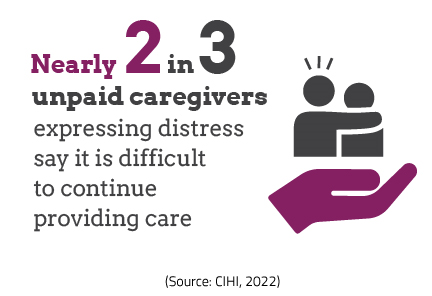 Nearly 2 in 3
unpaid caregivers
expressing distress
say it is difficult
to continue
providing care
(Source: CIHI, 2022)